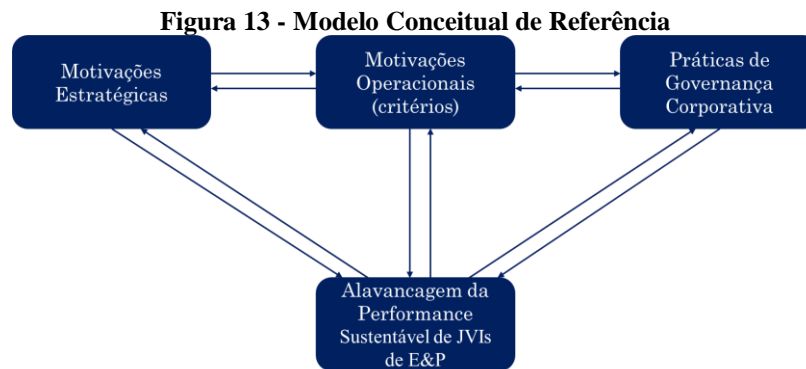 Figura 13 - Modelo Conceitual de Referência
Motivações
Estratégicas
Motivações
Operacionais
(critérios)
Práticas de
Governança
Corporativa
Alavancagem da
Performance
Sustentável de JVIs
de E&P